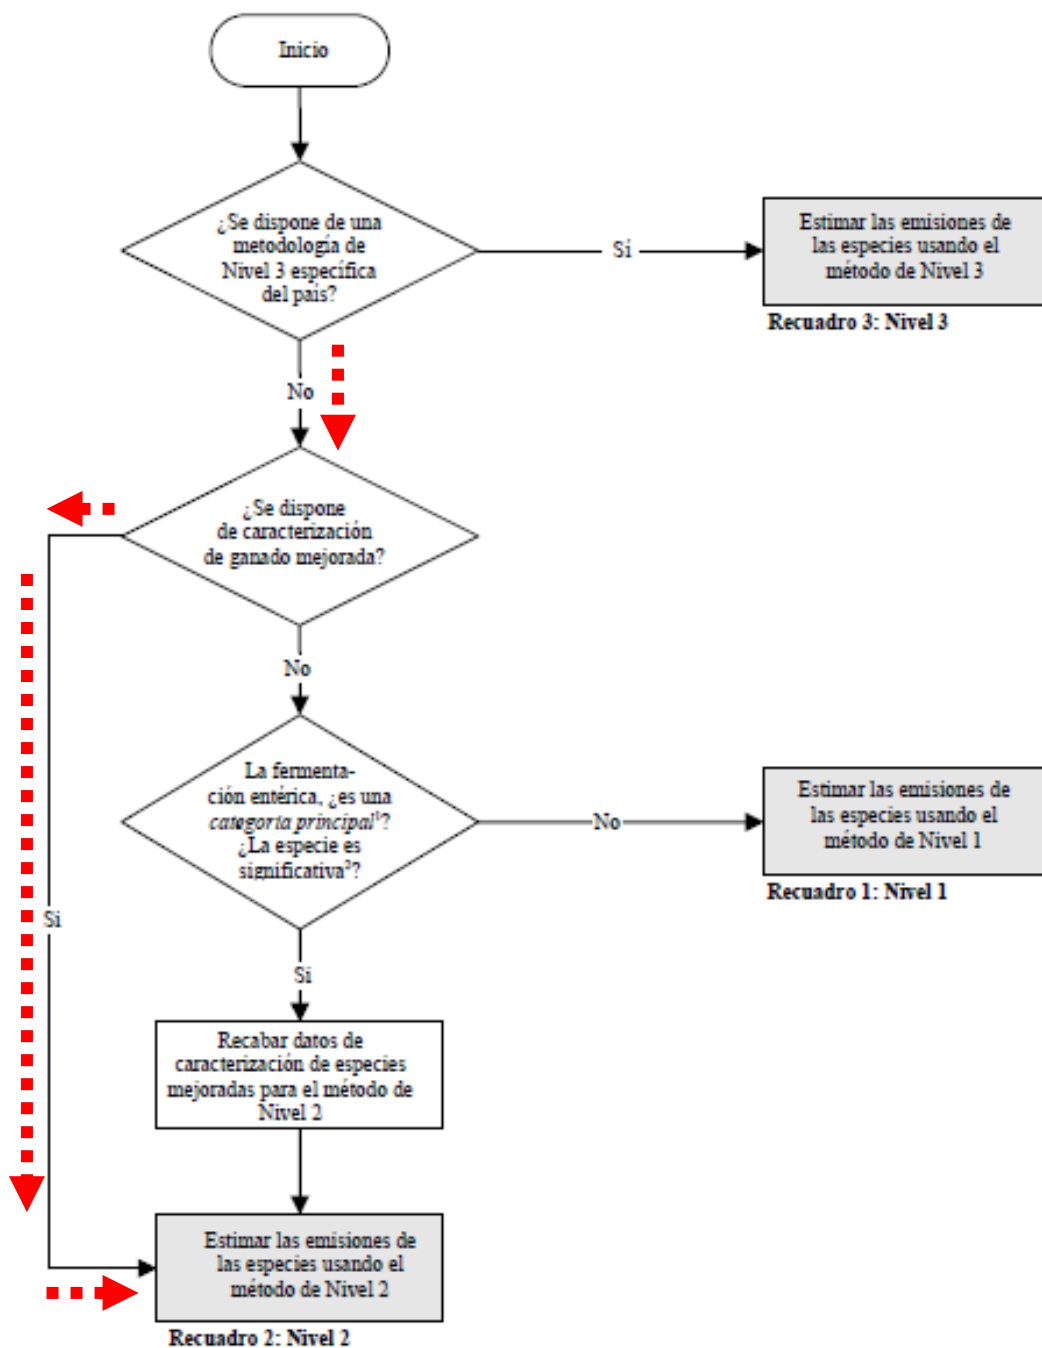 Inicio
¿Se dispone de una
metodología de
Nivel 3 específica
del país?
Sí
Estimar las emisiones de
las especies usando el
método de Nivel 3
Recuadro 3: Nivel 3
No
¿Se dispone
de caracterización
de ganado mejorada?
No
La fermenta-
ción entérica, ¿es una
categoría principal¹?
¿La especie es
significativa²?
No
Estimar las emisiones de
las especies usando el
método de Nivel 1
Recuadro 1: Nivel 1
Si
Si
Recabar datos de
caracterización de especies
mejoradas para el método de
Nivel 2
Estimar las emisiones de
las especies usando el
método de Nivel 2
Recuadro 2: Nivel 2